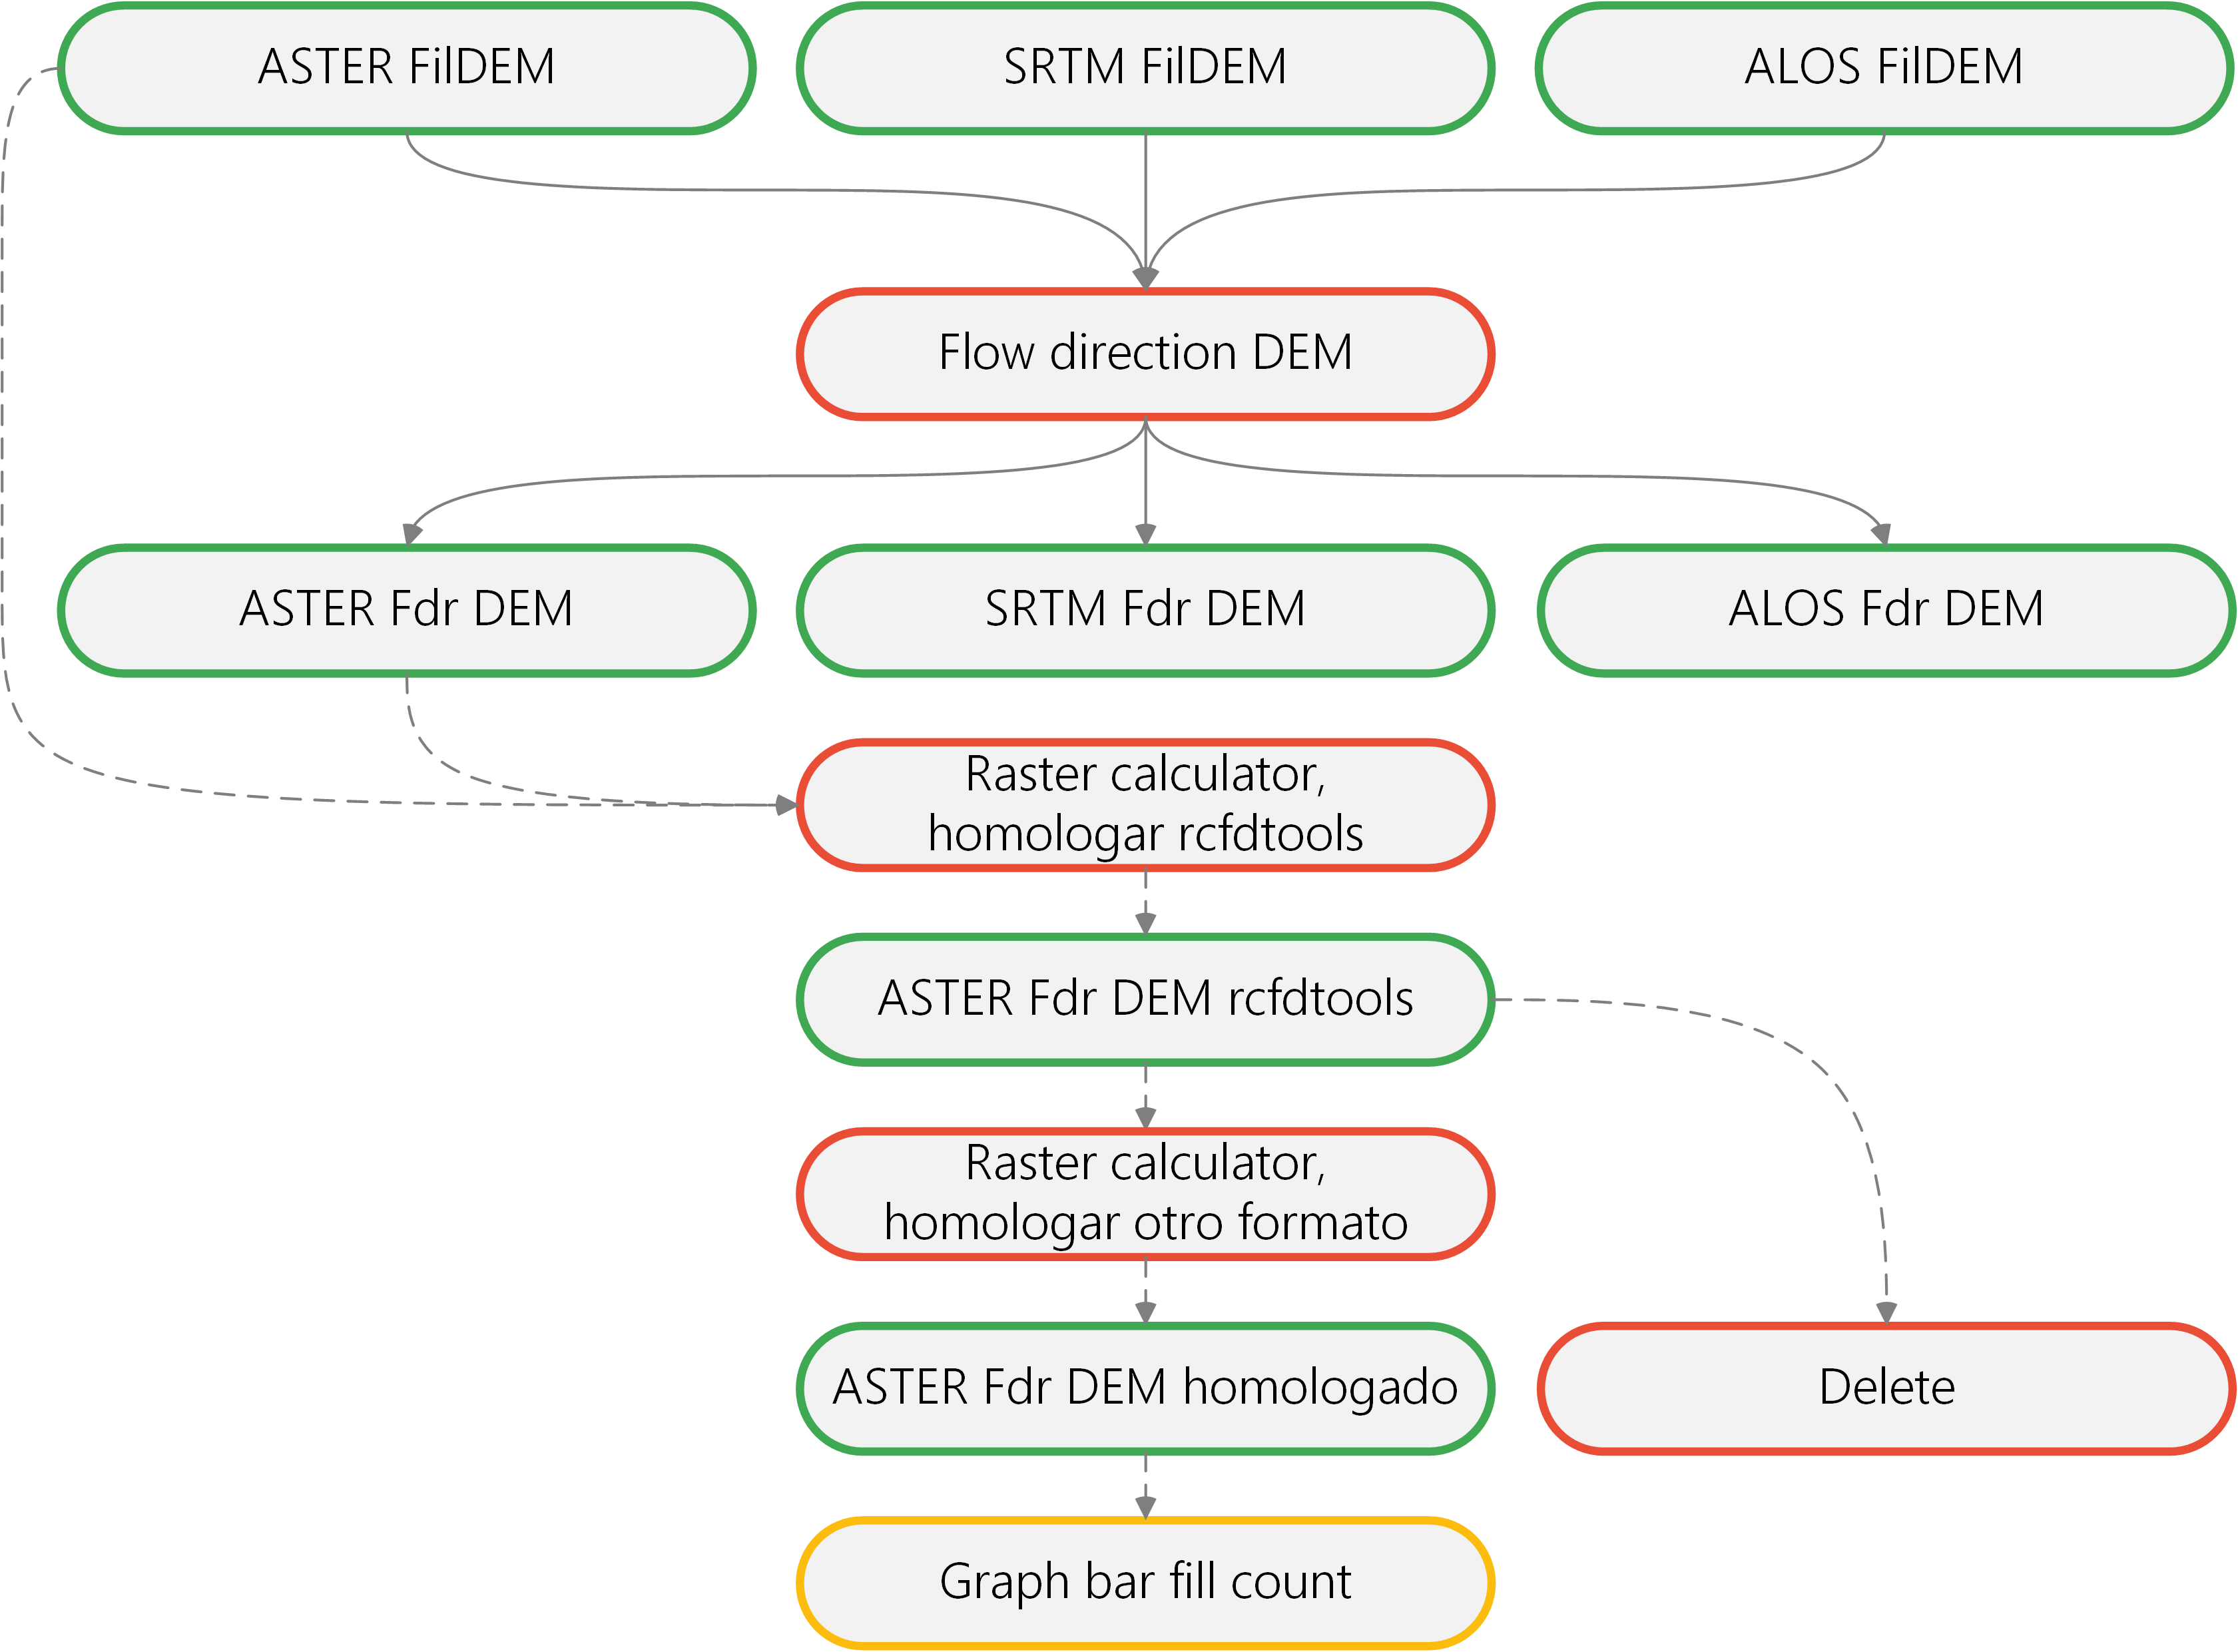 ASTER FilDEM
SRTM FilDEM
ALOS FilDEM
Flow direction DEM
ASTER Fdr DEM
SRTM Fdr DEM
ALOS Fdr DEM
Raster calculator,
homologar rcfdtools
ASTER Fdr DEM rcfdtools
Raster calculator,
homologar otro formato
ASTER Fdr DEM homologado
Delete
Graph bar fill count